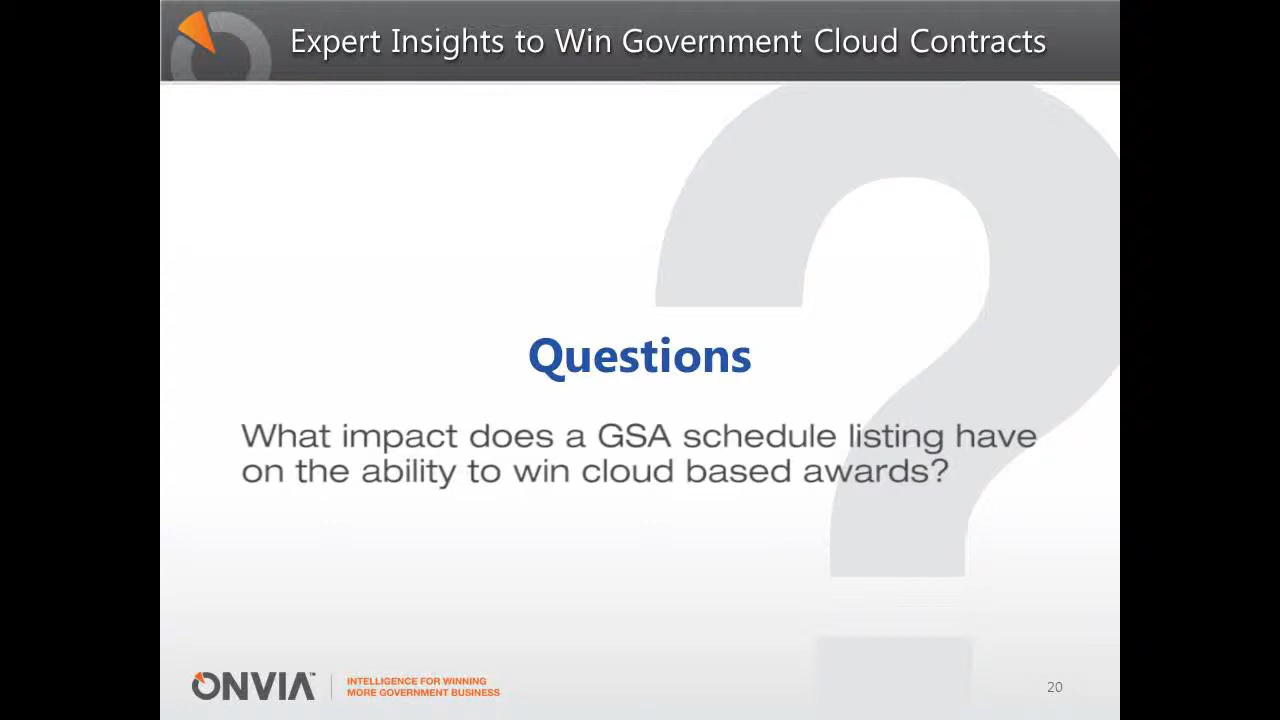 Expert Insights to Win Government Cloud Contracts
Questions
What impact does a GSA schedule listing have
on the ability to win cloud based awards?
ONVIA™
INTELLIGENCE FOR WINNING
MORE GOVERNMENT BUSINESS
20